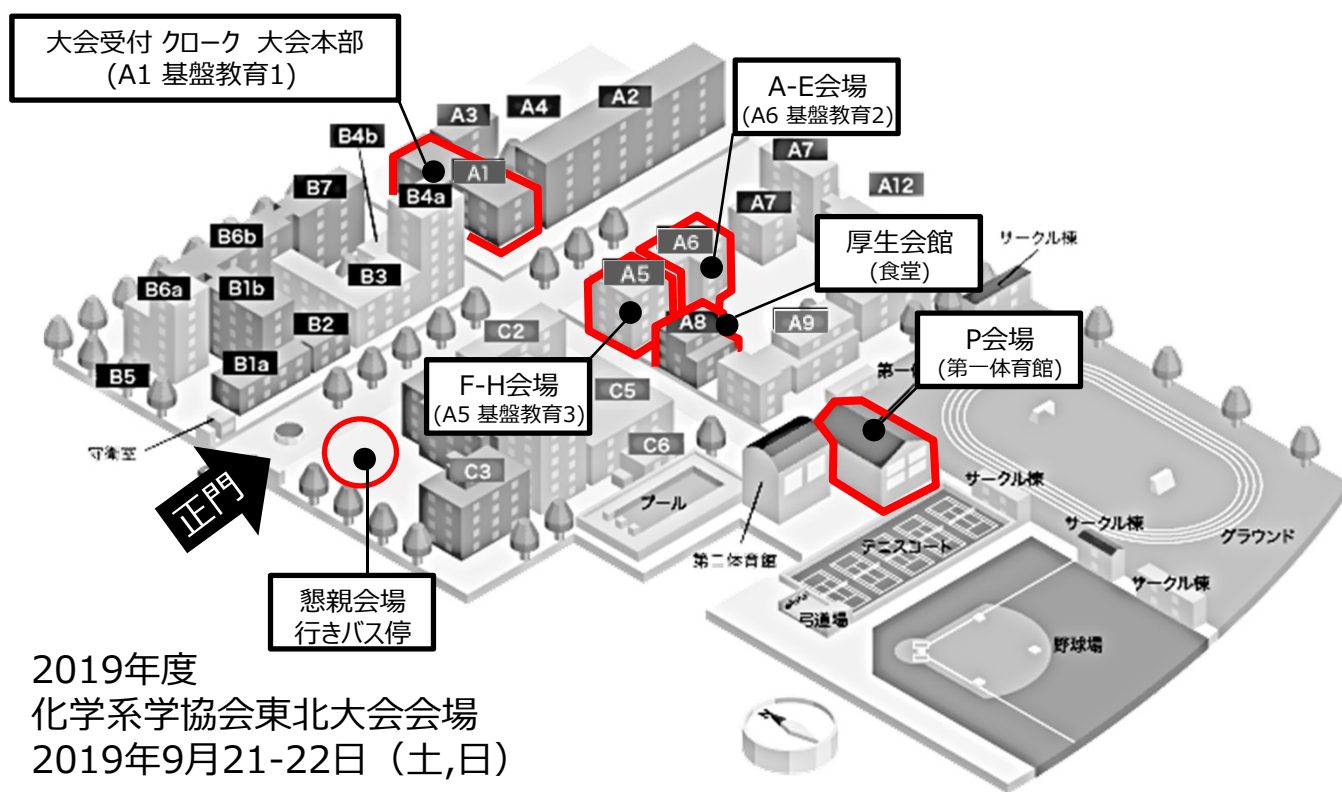 大会受付 クローク 大会本部
(A1 基盤教育1)
A-E会場
(A6 基盤教育2)
A3
A4
A2
B4b
A1
A7
A12
B7
B4a
A7
厚生会館
(食堂)
サークル棟
B6b
A6
B3
A5
B6a
B1b
B2
C2
A8
A9
P会場
(第一体育館)
B5
B1a
F-H会場
(A5 基盤教育3)
C5
第一体
守衛室
C3
C6
正門
プール
サークル棟
サークル棟
グラウンド
第二体育館
テニスコート
サークル棟
懇親会場
行きバス停
弓道場
野球場
N
2019年度
化学系学協会東北大会会場
2019年9月21-22日（土,日）